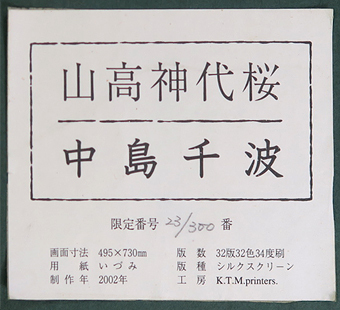 山高神代桜
中島千波
限定番号 23/300 番
画面寸法 495×730㎜ 版数 32版32色34度刷
用紙 いづみ 版種 シルクスクリーン
制作年 2002年 工房 K.T.M.printers.